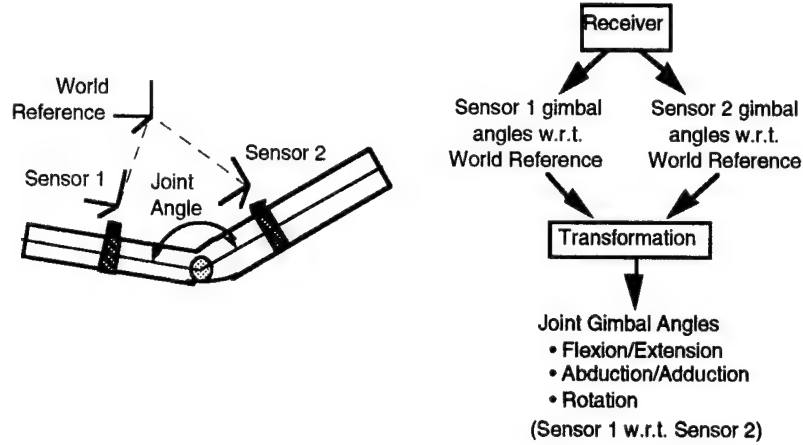 World
Reference
Sensor 1
Joint
Angle
Sensor 2
Receiver
Sensor 1 gimbal
angles w.r.t.
World Reference
Sensor 2 gimbal
angles w.r.t.
World Reference
Transformation
Joint Gimbal Angles
• Flexion/Extension
• Abduction/Adduction
• Rotation
(Sensor 1 w.r.t. Sensor 2)